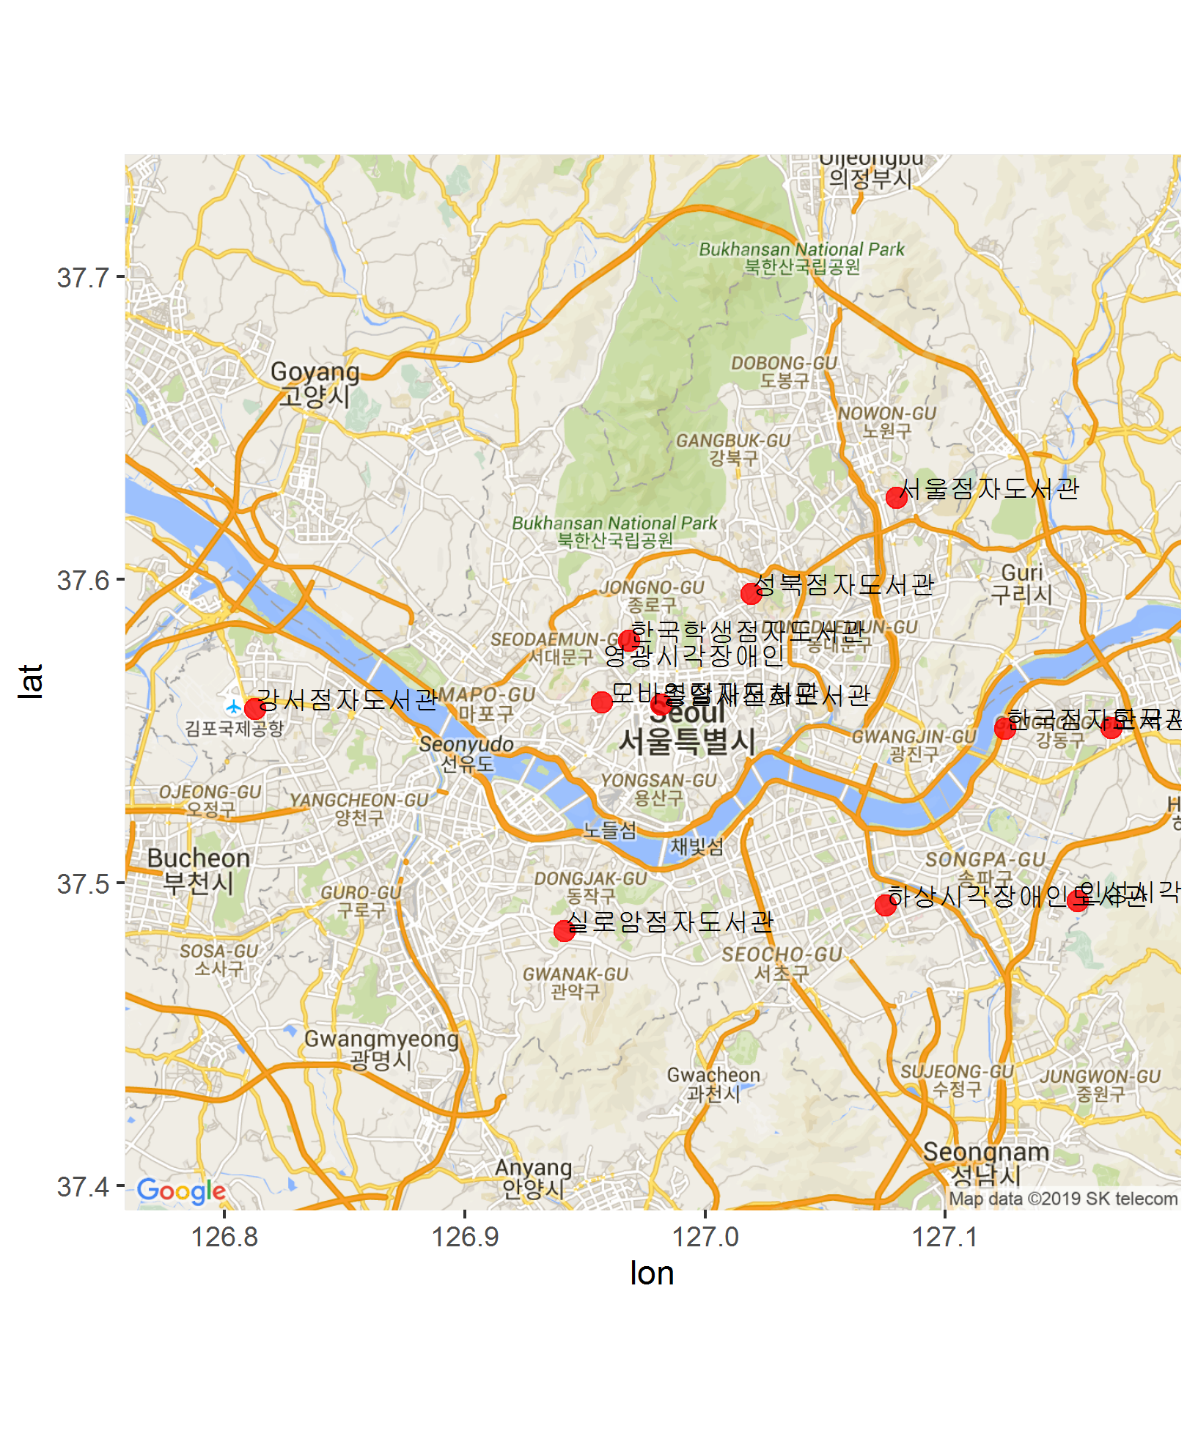 Uijeongbu
의정부시
Bukhansan National Park
북한산국립공원
37.7
Goyang
고양시
DOBONG-GU
도봉구
NOWON-GU
노원구
GANGBUK-GU
강북구
서울점자도서관
Bukhansan National Park
북한산국립공원
37.6
Guri
구리시
JONGNO-GU
종로구
성북점자도서관
한국학생점자도서관
SEODAEMUN-GU
서대문구
동대문구
영광시각장애인
강서점자도서관
MAPO-GU
마포구
김포국제공항
Seoul
서울특별시
GWANGJIN-GU
광진구
한국점자도서관
강동구
lat
Seonyudo
선유도
YONGSAN-GU
용산구
OJEONG-GU
오정구
YANGCHEON-GU
양천구
노들섬
채빛섬
Bucheon
부천시
37.5
GURO-GU
구로구
DONGJAK-GU
동작구
SONGPA-GU
송파구
하상시각장애인도서관
실로암점자도서관
SOSA-GU
소사구
GWANAK-GU
관악구
SEOCHO-GU
서초구
Gwangmyeong
광명시
Gwacheon
과천시
SUJEONG-GU
수정구
JUNGWON-GU
중원구
Anyang
안양시
Seongnam
성남시
37.4
Google
Map data ©2019 SK telecom
126.8 126.9 127.0 127.1
lon